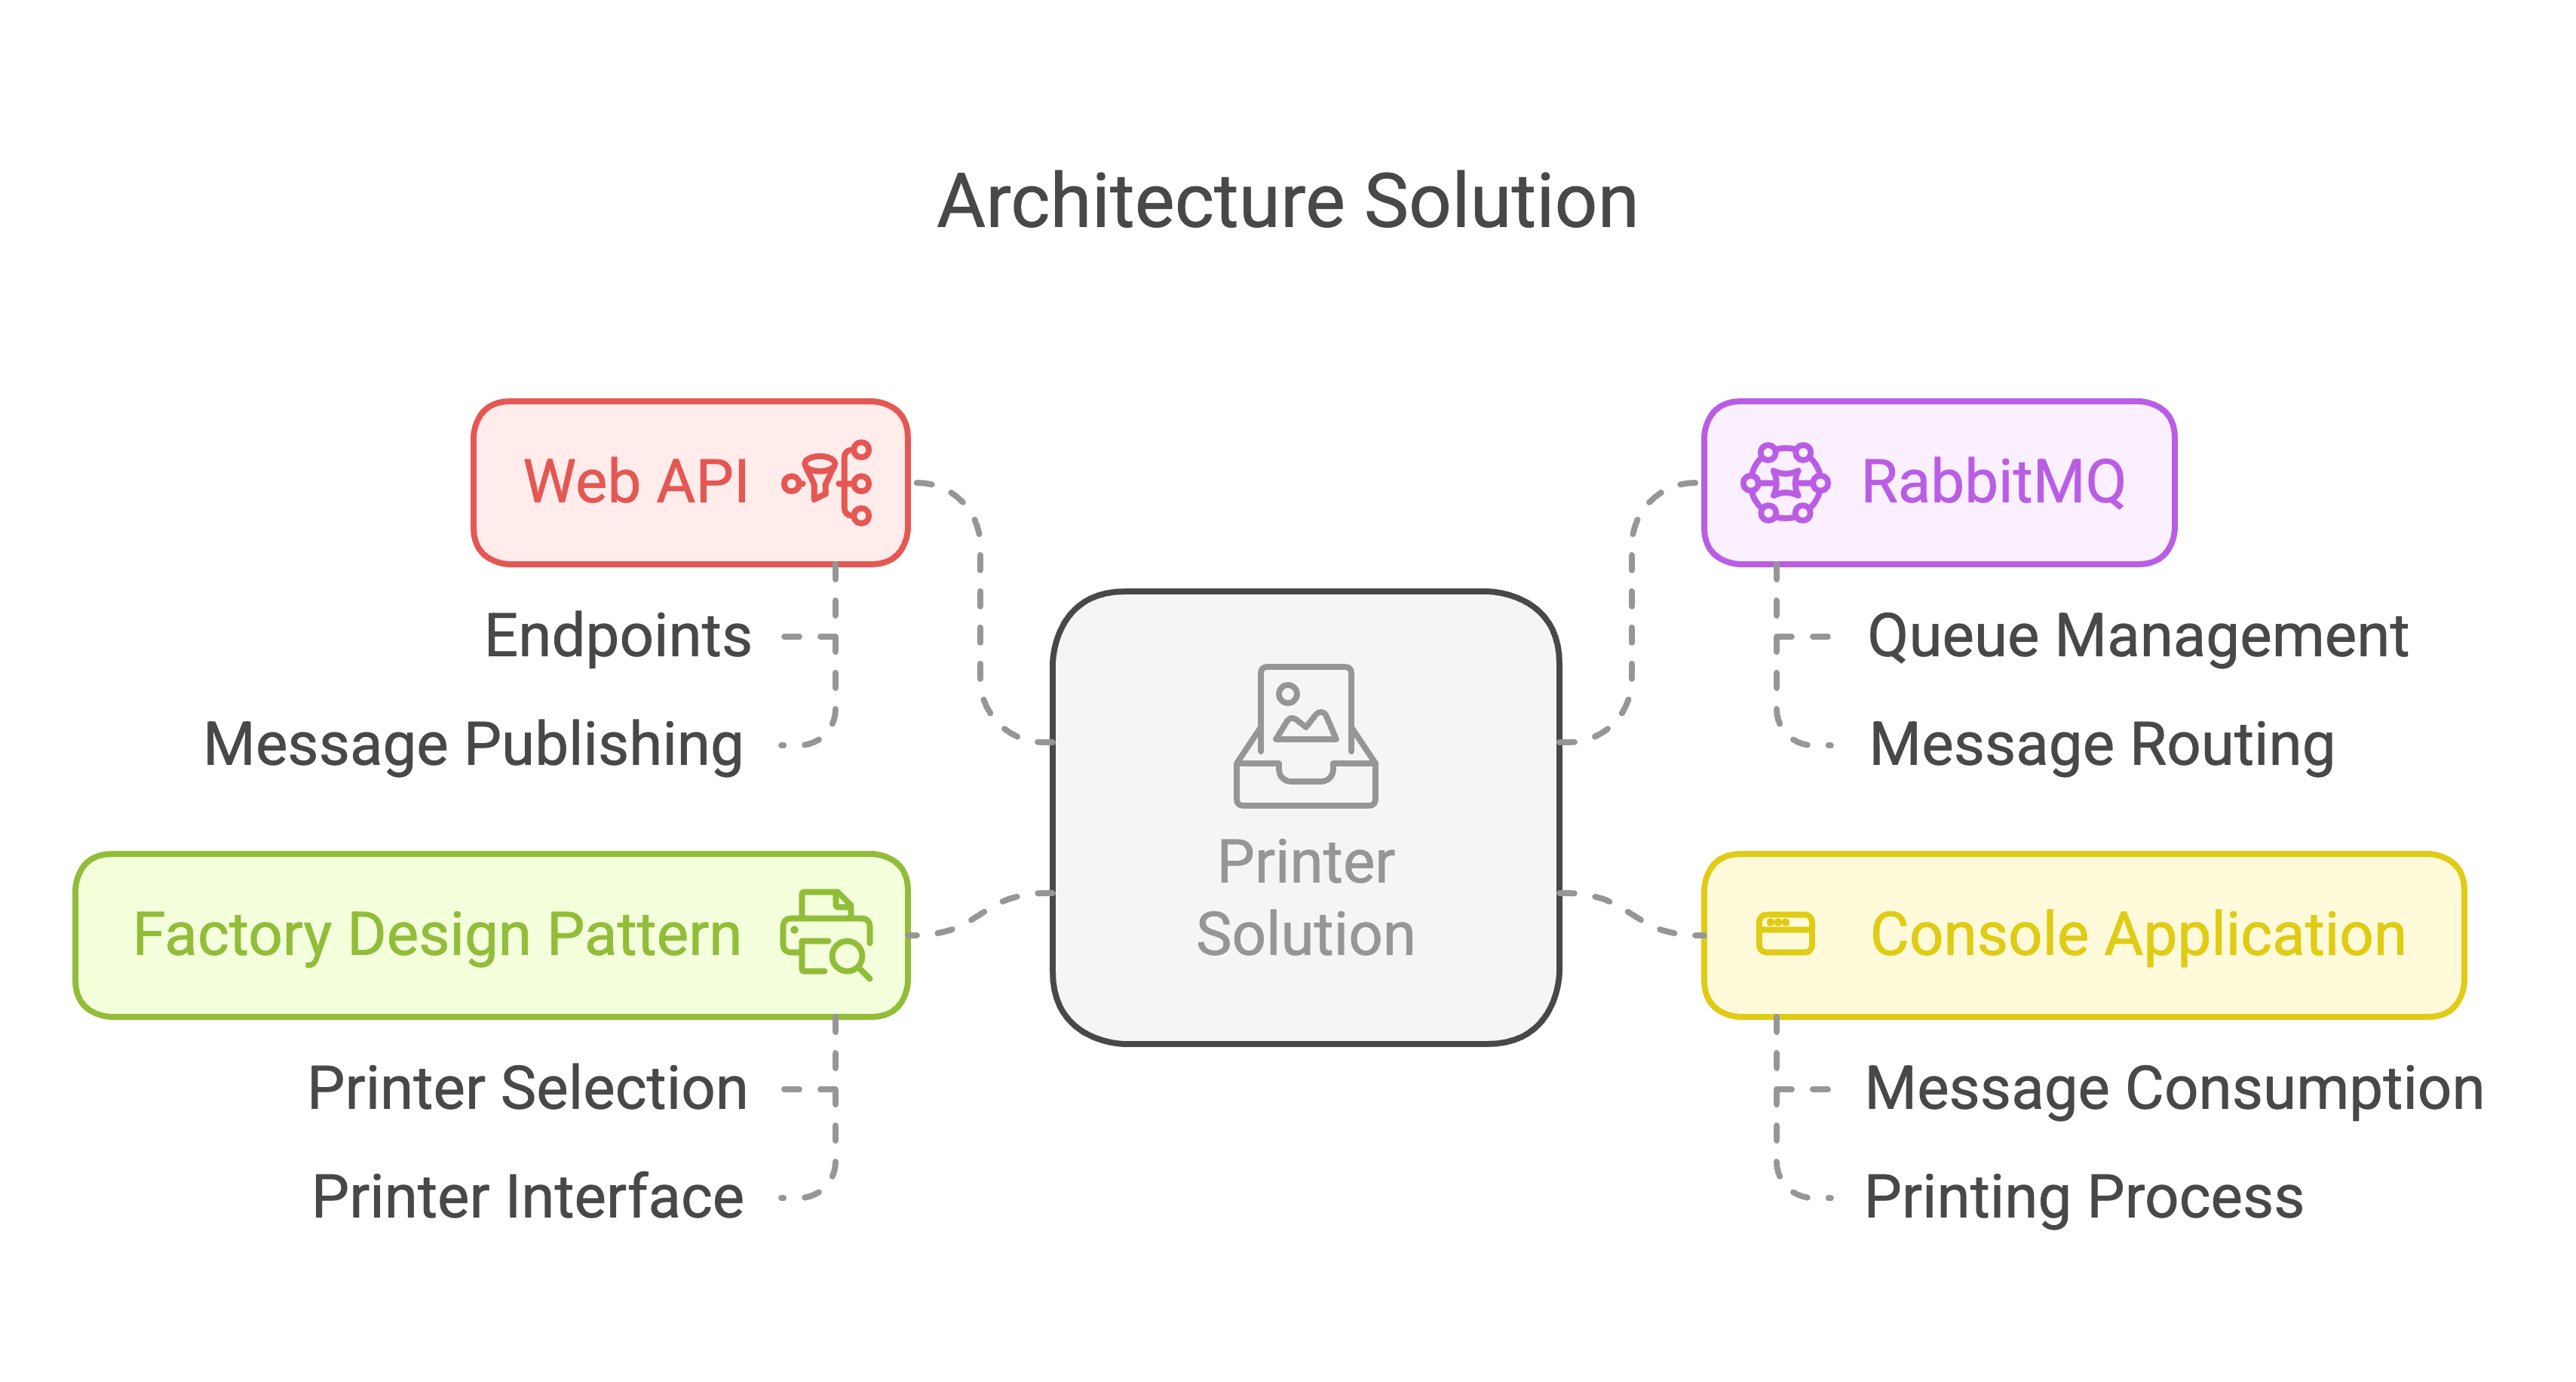 Architecture Solution
Web API
Endpoints
Message Publishing
Factory Design Pattern
Printer Selection
Printer Interface
Printer
Solution
RabbitMQ
Queue Management
Message Routing
Console Application
Message Consumption
Printing Process